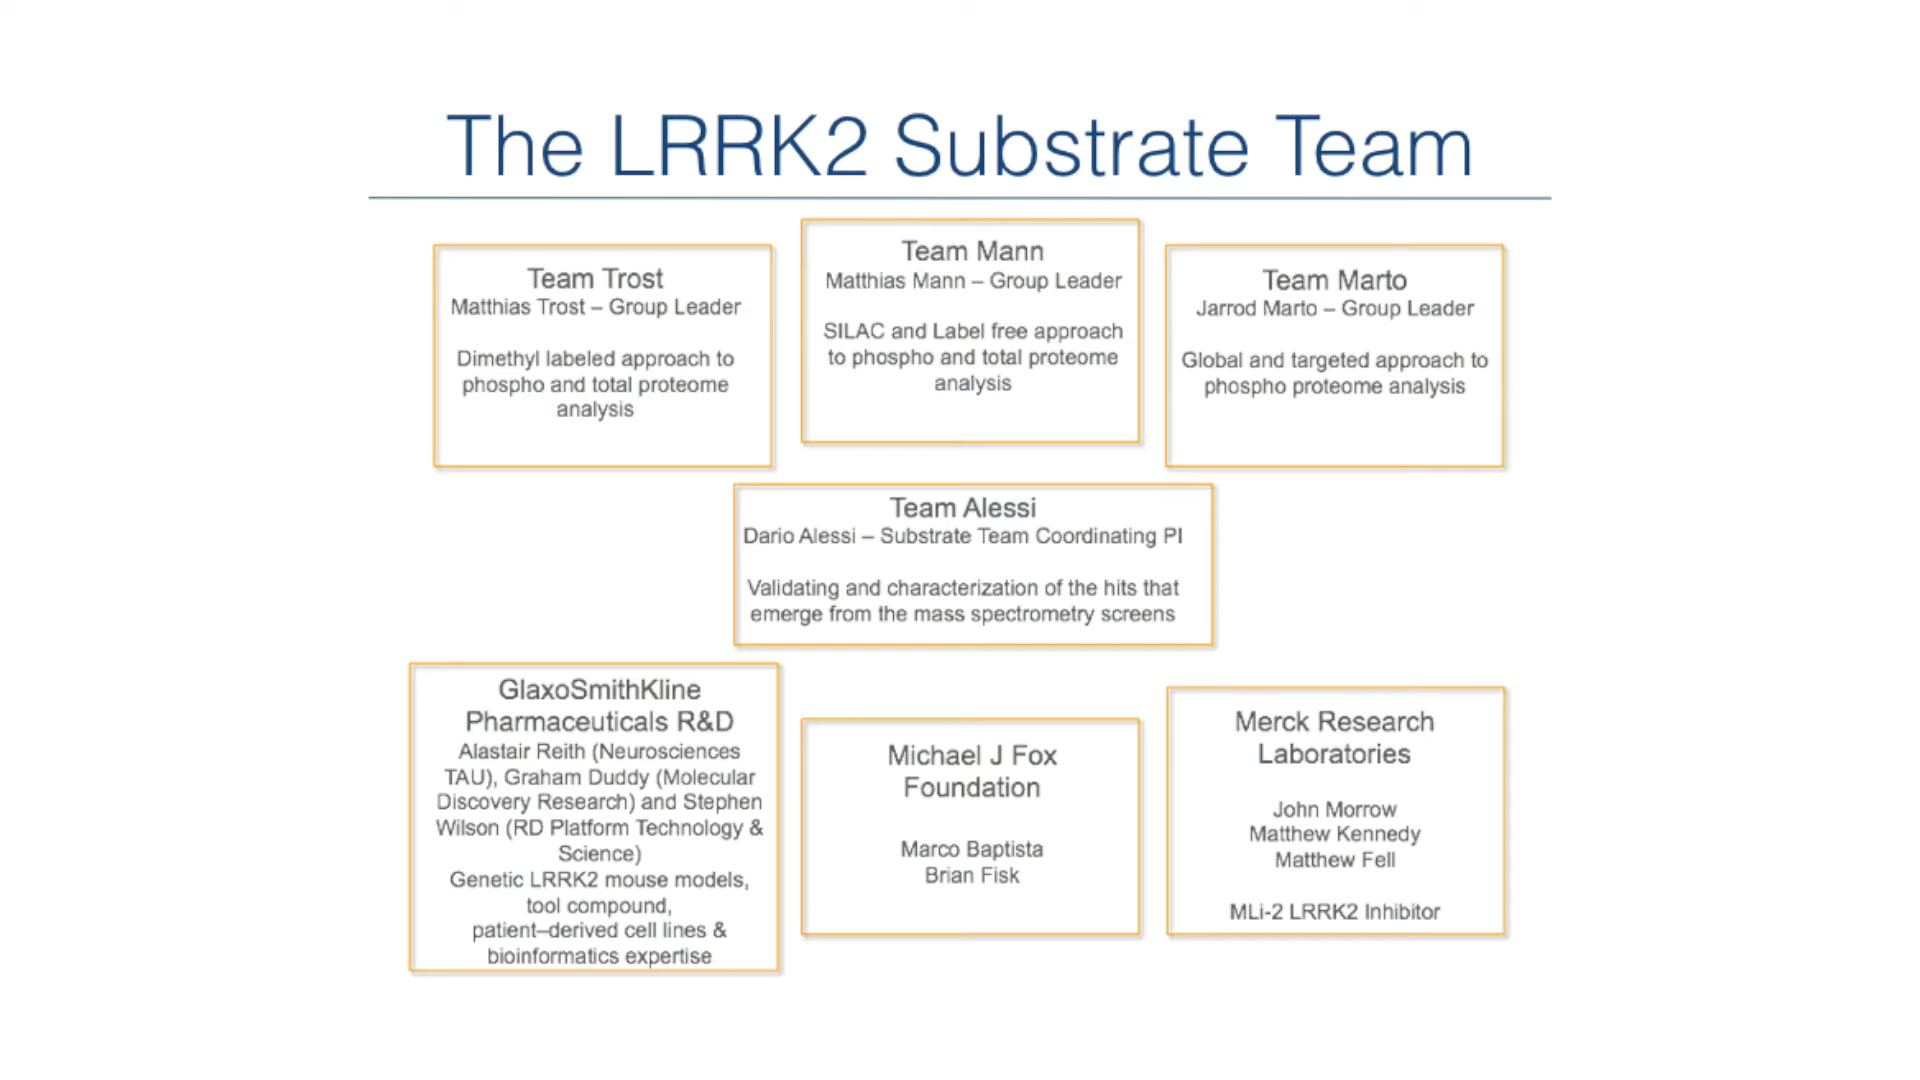 The LRRK2 Substrate Team
Team Trost
Matthias Trost – Group Leader
Dimethyl labeled approach to
phospho and total proteome
analysis
Team Mann
Matthias Mann – Group Leader
SILAC and Label free approach
to phospho and total proteome
analysis
Team Marto
Jarrod Marto – Group Leader
Global and targeted approach to
phospho proteome analysis
Team Alessi
Dario Alessi – Substrate Team Coordinating PI
Validating and characterization of the hits that
emerge from the mass spectrometry screens
GlaxoSmithKline
Pharmaceuticals R&D
Alastair Reith (Neurosciences
TAU), Graham Duddy (Molecular
Discovery Research) and Stephen
Wilson (RD Platform Technology &
Science)
Genetic LRRK2 mouse models,
tool compound,
patient–derived cell lines &
bioinformatics expertise
Michael J Fox
Foundation
Marco Baptista
Brian Fisk
Merck Research
Laboratories
John Morrow
Matthew Kennedy
Matthew Fell
MLi-2 LRRK2 Inhibitor